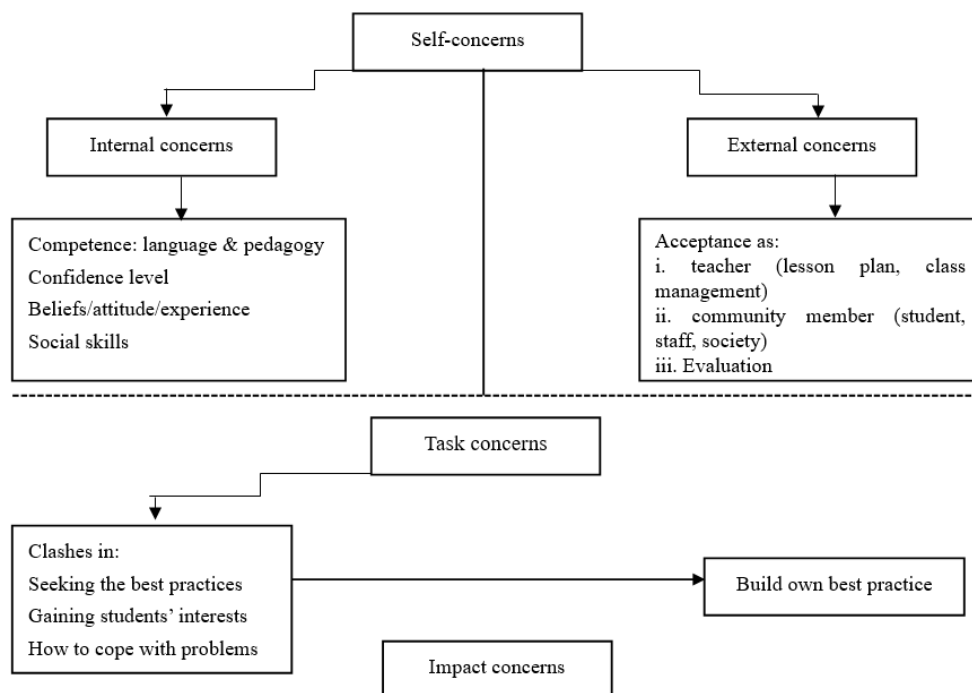 Self-concerns
Internal concerns
External concerns
Competence: language & pedagogy
Confidence level
Beliefs/attitude/experience
Social skills
Acceptance as:
i. teacher (lesson plan, class
management)
ii. community member (student,
staff, society)
iii. Evaluation
Task concerns
Clashes in:
Seeking the best practices
Gaining students’ interests
How to cope with problems
Build own best practice
Impact concerns